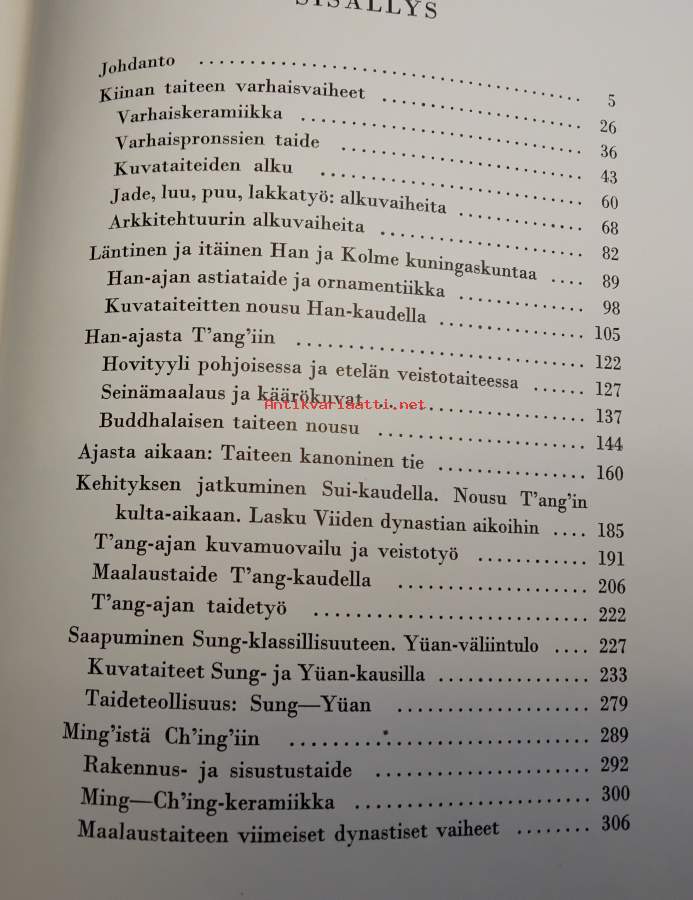 SISÄLLYS
Johdanto . . . . 5
Kiinan taiteen varhaisvaiheet . . . . 26
Varhaiskeramiikka . . . . 36
Varhaispronssien taide . . . . 43
Kuvataiteiden alku . . . . 60
Jade, luu, puu, lakkatyö: alkuvaiheita . . . . 68
Arkkitehtuurin alkuvaiheita . . . . 82
Läntinen ja itäinen Han ja Kolme kuningaskuntaa . . . . 89
Han-ajan astiataide ja ornamentiikka . . . . 98
Kuvataiteitten nousu Han-kaudella . . . . 105
Han-ajasta T'ang'iin . . . . 122
Hovityyli pohjoisessa ja etelän veistotaiteessa . . . . 127
Seinämaalaus ja käärökuvat . . . . 137
Antikvariaatti.net
Buddhalaisen taiteen nousu . . . . 144
Ajasta aikaan: Taiteen kanoninen tie . . . . 160
Kehityksen jatkuminen Sui-kaudella. Nousu T'ang'in
kulta-aikaan. Lasku Viiden dynastian aikoihin . . . . 185
T'ang-ajan kuvamuovailu ja veistotyö . . . . 191
Maalaustaide T'ang-kaudella . . . . 206
T'ang-ajan taidetyö . . . . 222
Saapuminen Sung-klassillisuuteen. Yüan-väliintulo . . . . 227
Kuvataiteet Sung- ja Yüan-kausilla . . . . 233
Taideteollisuus: Sung—Yüan . . . . 279
Ming'istä Ch'ing'iin . . . . 289
Rakennus- ja sisustustaide . . . . 292
Ming—Ch'ing-keramiikka . . . . 300
Maalaustaiteen viimeiset dynastiset vaiheet . . . . 306